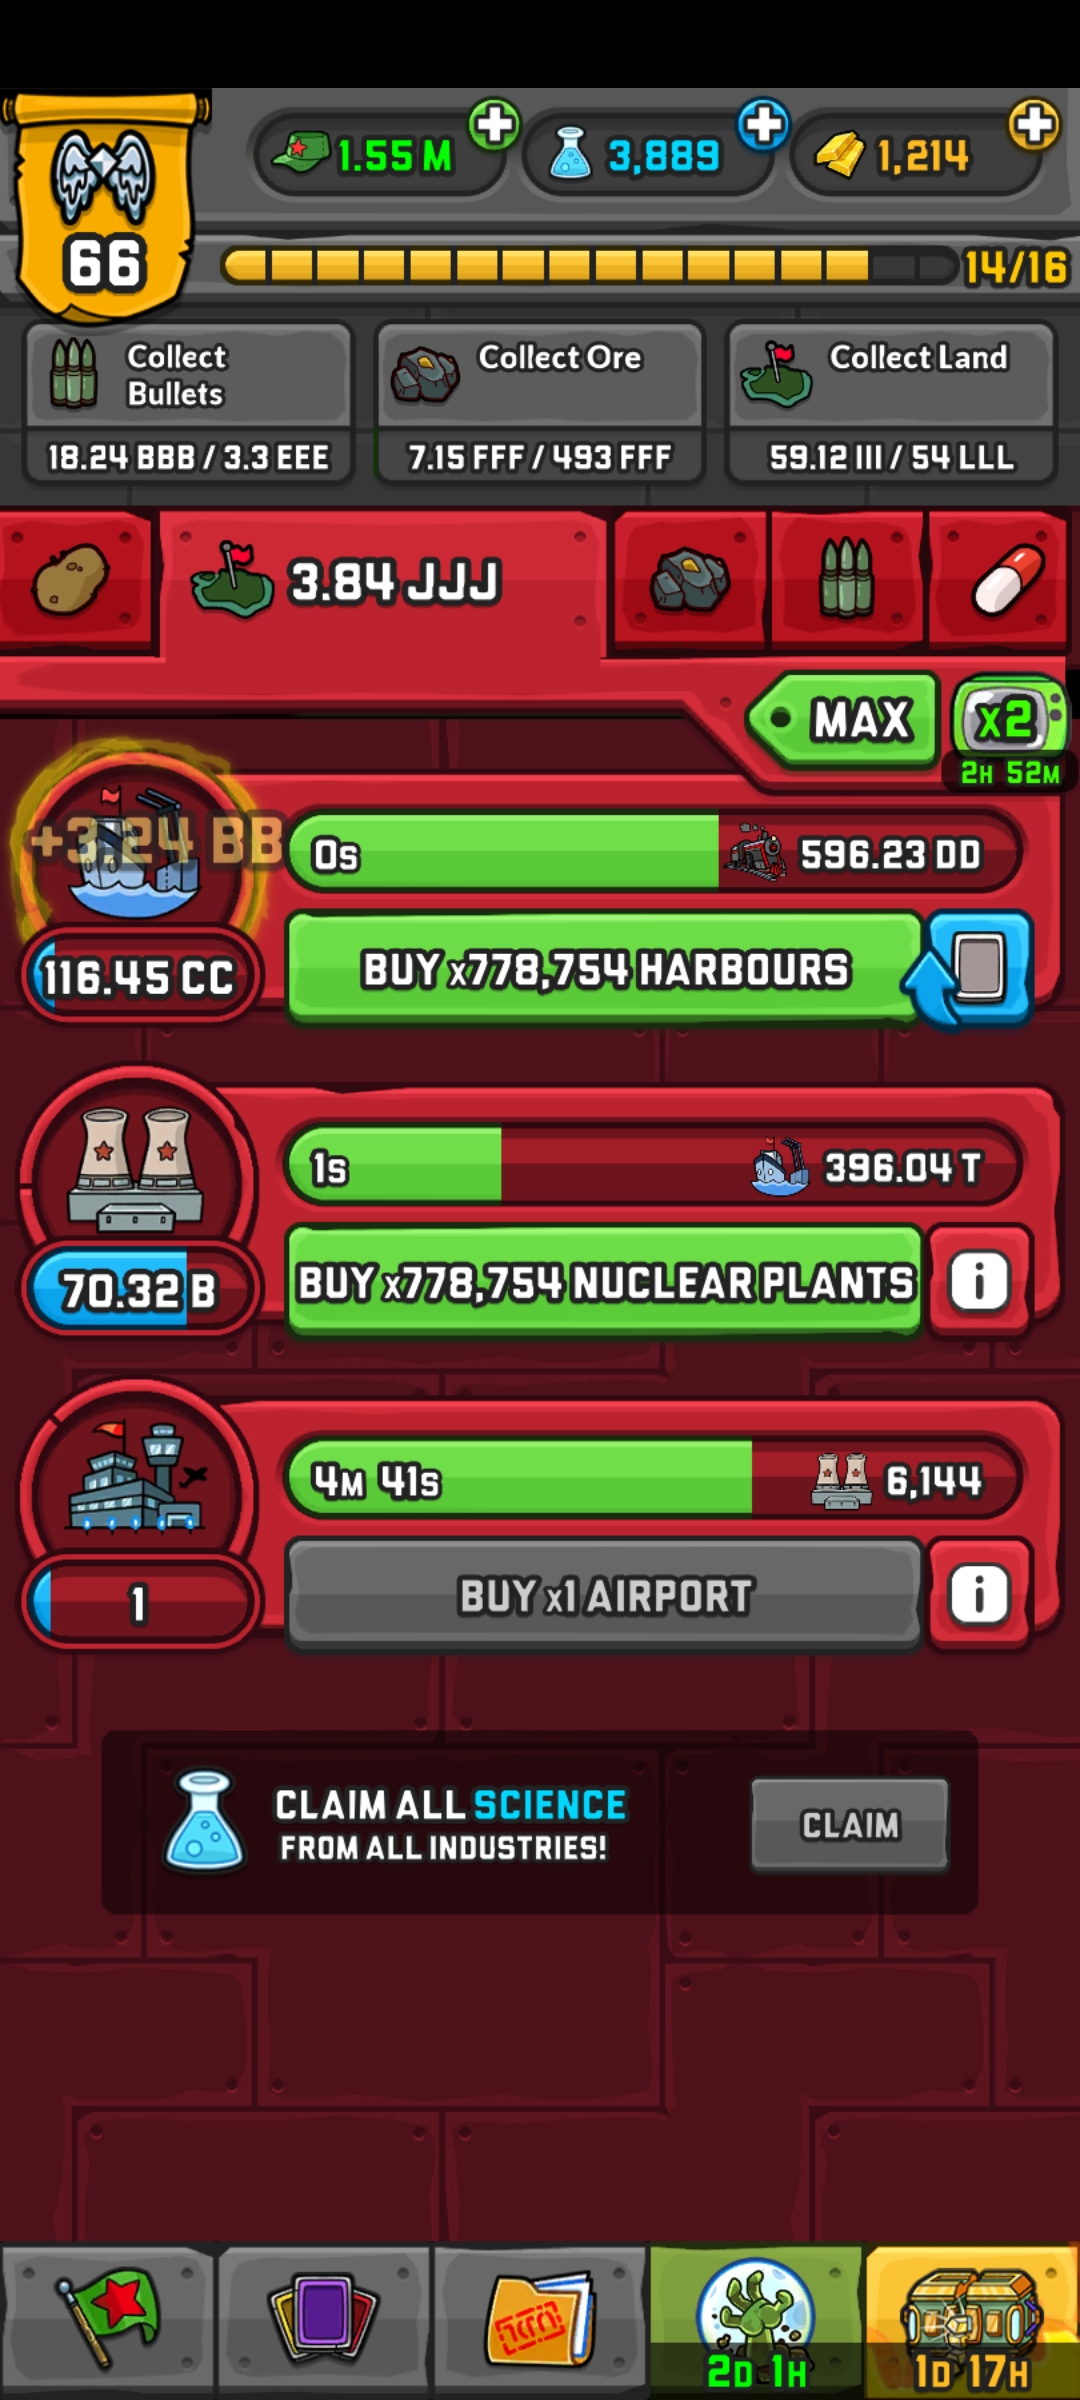 1.55 M
3,889
1,214
66
14/16
Collect
Bullets
18.24 BBB / 3.3 EEE
Collect Ore
7.15 FFF / 493 FFF
Collect Land
59.12 III / 54 LLL
3.84 JJJ
MAX
x2
2H 52M
+3.24 BB
0s
596.23 DD
116.45 CC
BUY x778,754 HARBOURS
1s
396.04 T
70.32 B
BUY x778,754 NUCLEAR PLANTS
i
4M 41s
6,144
1
BUY x1 AIRPORT
i
CLAIM ALL SCIENCE
FROM ALL INDUSTRIES!
CLAIM
2D 1H
1D 17H